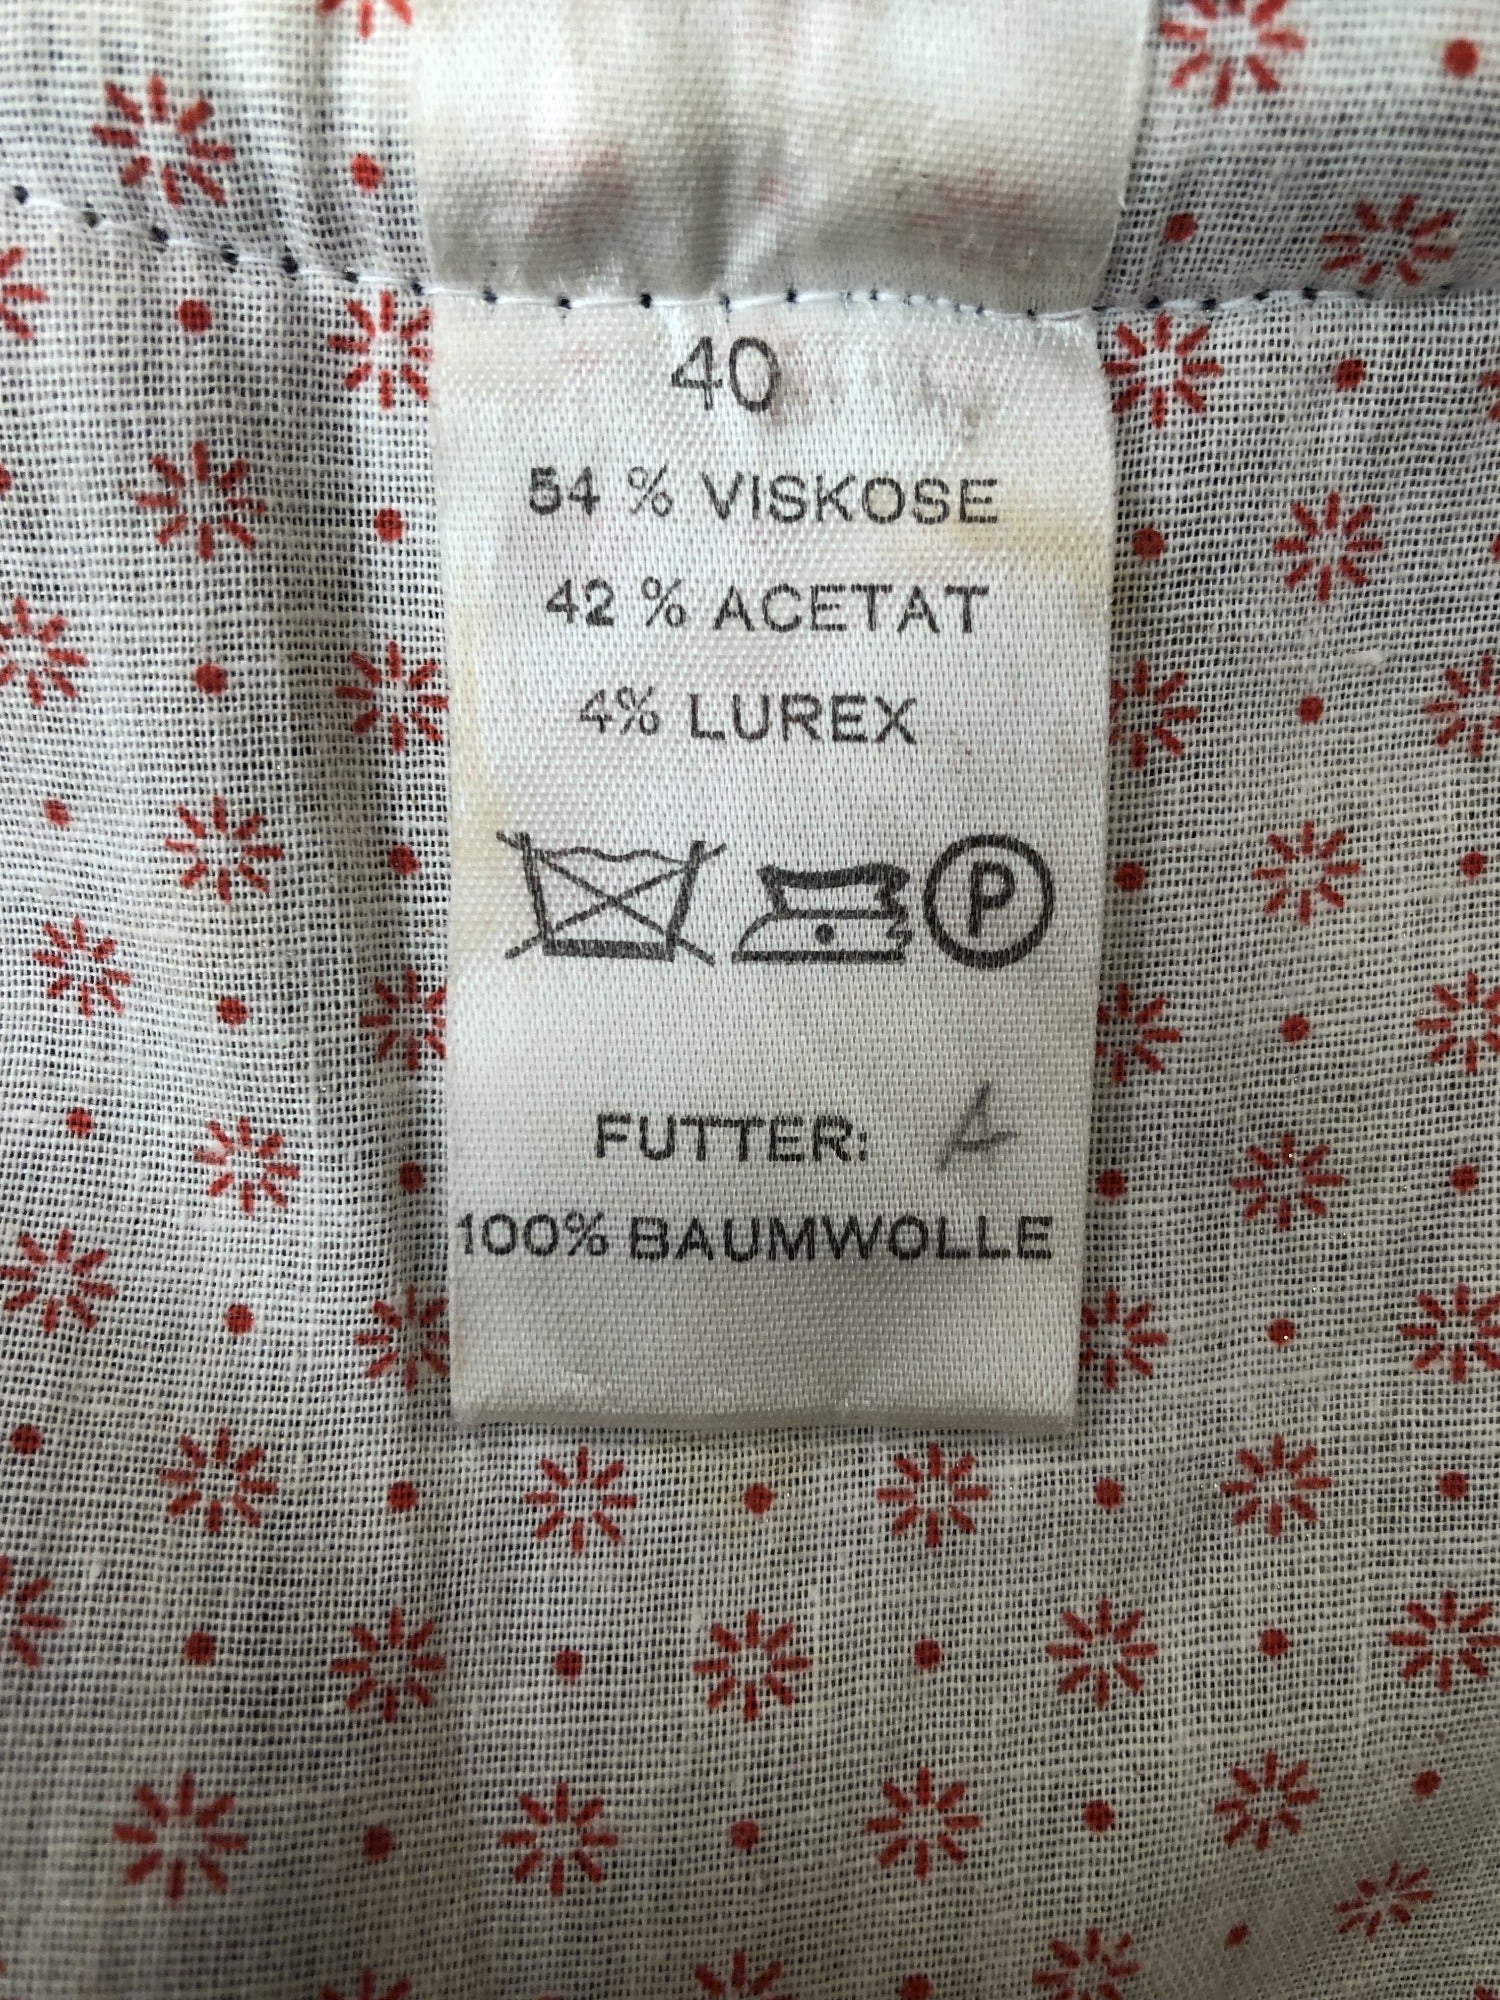 40
54 % VISKOSE
42 % ACETAT
4% LUREX
P
FUTTER:
100% BAUMWOLLE